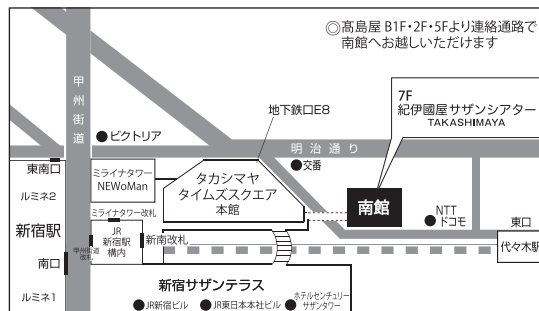 ◎髙島屋 B1F・2F・5Fより連絡通路で
南館へお越しいただけます
甲州街道
7F
紀伊國屋サザンシアター
TAKASHIMAYA
地下鉄口E8
●ビクトリア
明治通り
●交番
東南口
ミライナタワー
NEWoMan
タカシマヤ
タイムズスクエア
本館
南館
●NTT
ドコモ
東口
代々木駅
ルミネ2
ミライナタワー改札
新宿駅
甲州街道
改札
JR
新宿駅
構内
新南改札
南口
ルミネ1
新宿サザンテラス
●JR新宿ビル
●JR東日本本社ビル
●ホテルセンチュリー
サザンタワー